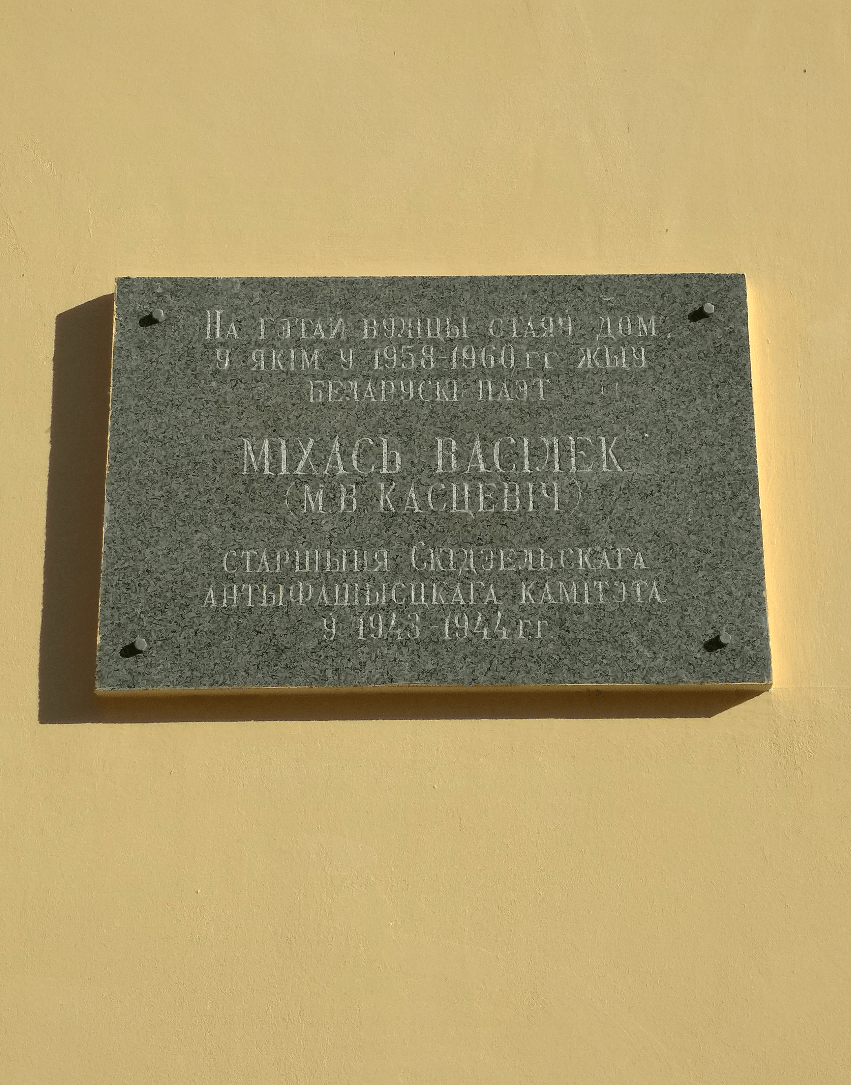 НА ГЭТАЙ ВУЛІЦЫ СТАЯЎ ДОМ,
У ЯКІМ У 1958-1960 гг. ЖЫЎ
БЕЛАРУСКІ ПАЭТ
МІХАСЬ ВАСІЛЕК
(М.В. КАСЦЕВІЧ)
СТАРШЫНЯ СКІДЗЕЛЬСКАГА
АНТЫФАШЫСЦКАГА КАМІТЭТА
У 1943-1944 гг.